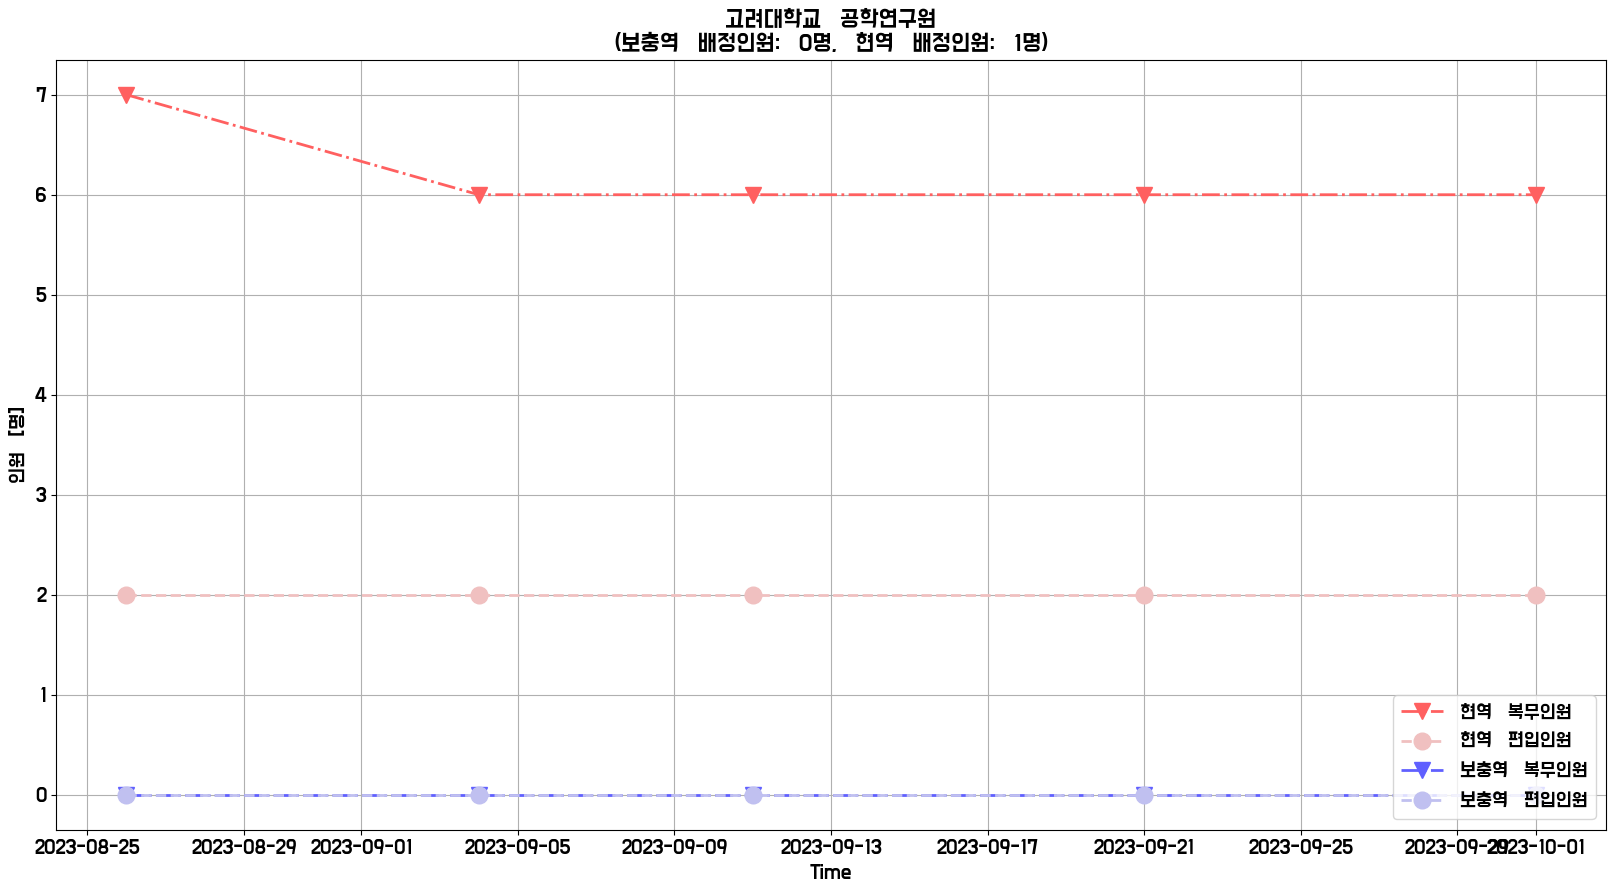 고려대학교 공학연구원
(보충역 배정인원: 0명, 현역 배정인원: 1명)
7
6
5
4
3
2
1
0
인원 [명]
현역 복무인원
현역 편입인원
보충역 복무인원
보충역 편입인원
2023-08-25 2023-08-29 2023-09-01 2023-09-05 2023-09-09 2023-09-13 2023-09-17 2023-09-21 2023-09-25 2023-09-29 2023-10-01
Time